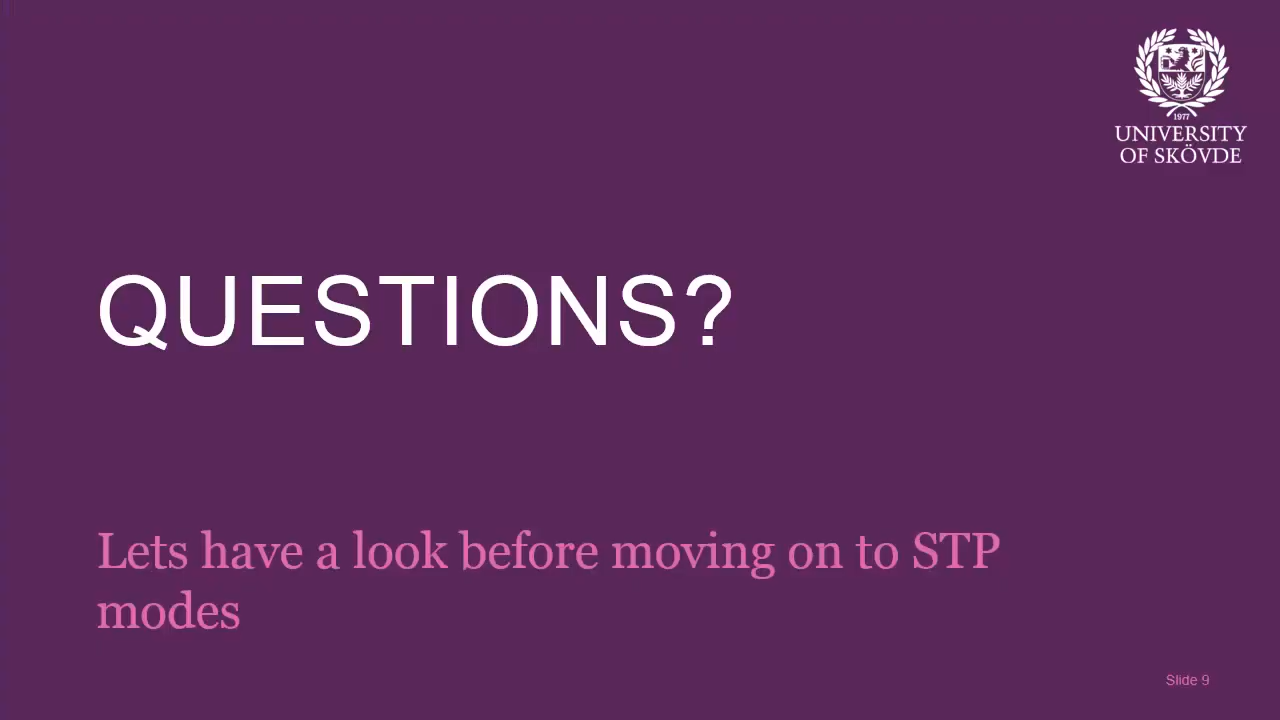 1977
UNIVERSITY
OF SKÖVDE
QUESTIONS?
Lets have a look before moving on to STP
modes
Slide 9